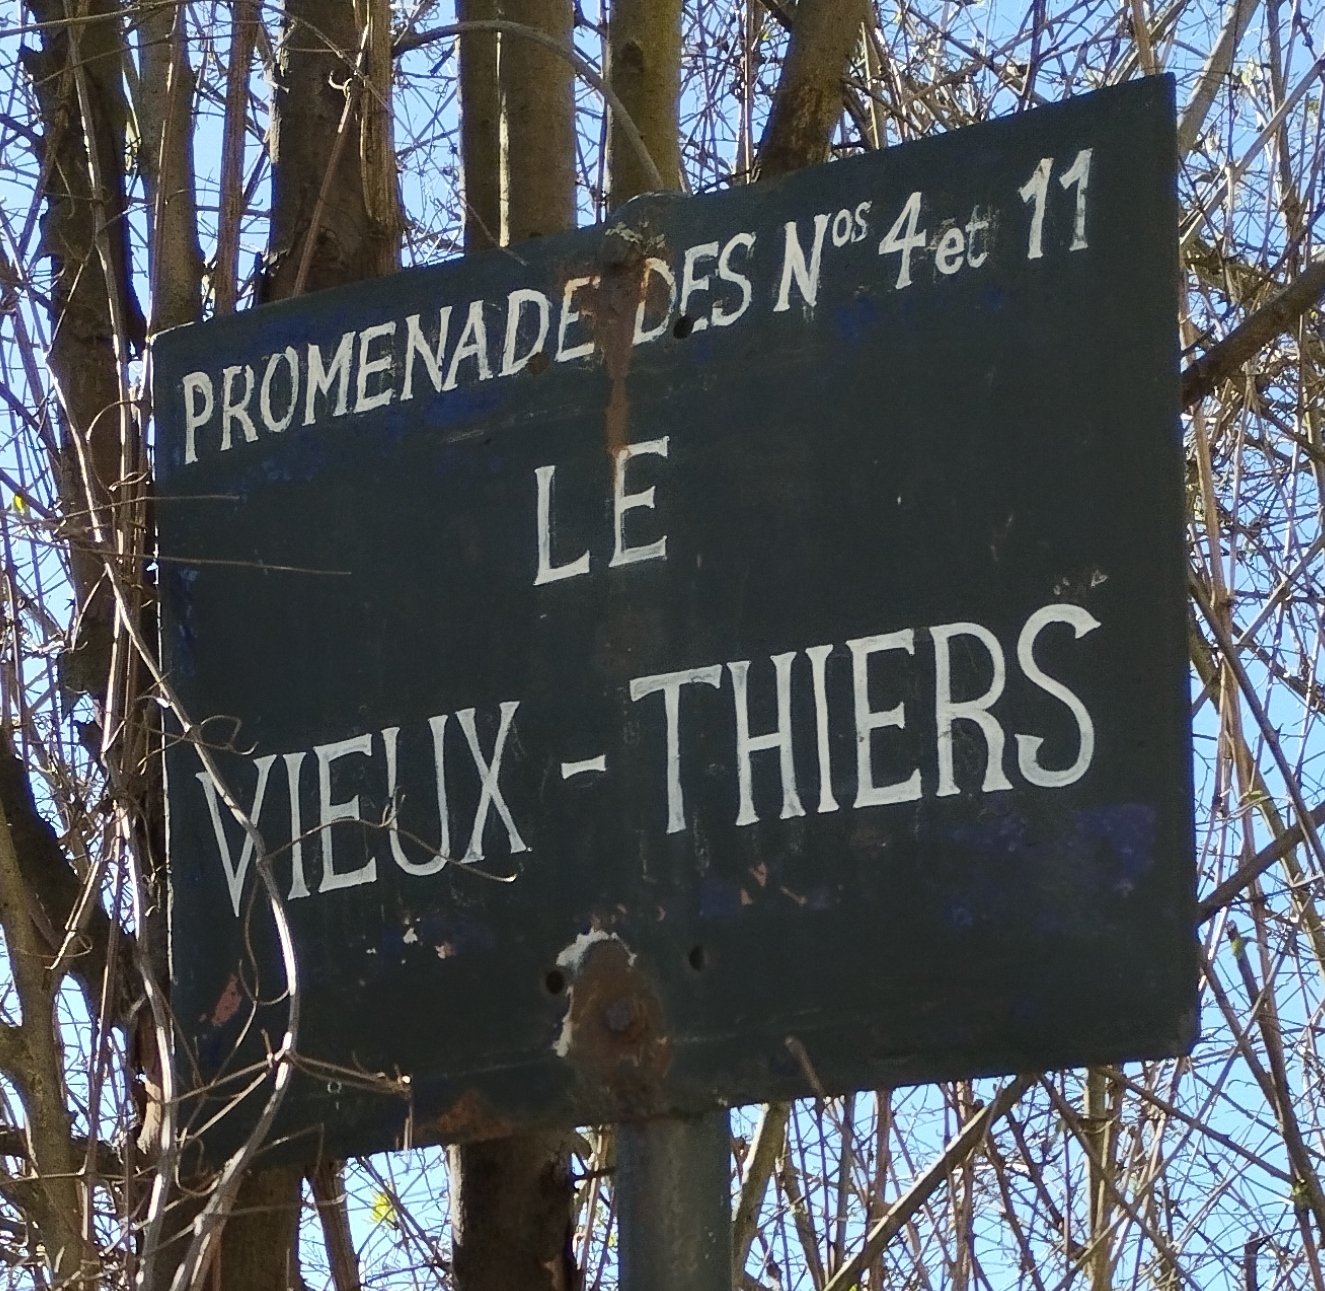 PROMENADE DES Nos 4 et 11
LE
VIEUX - THIERS